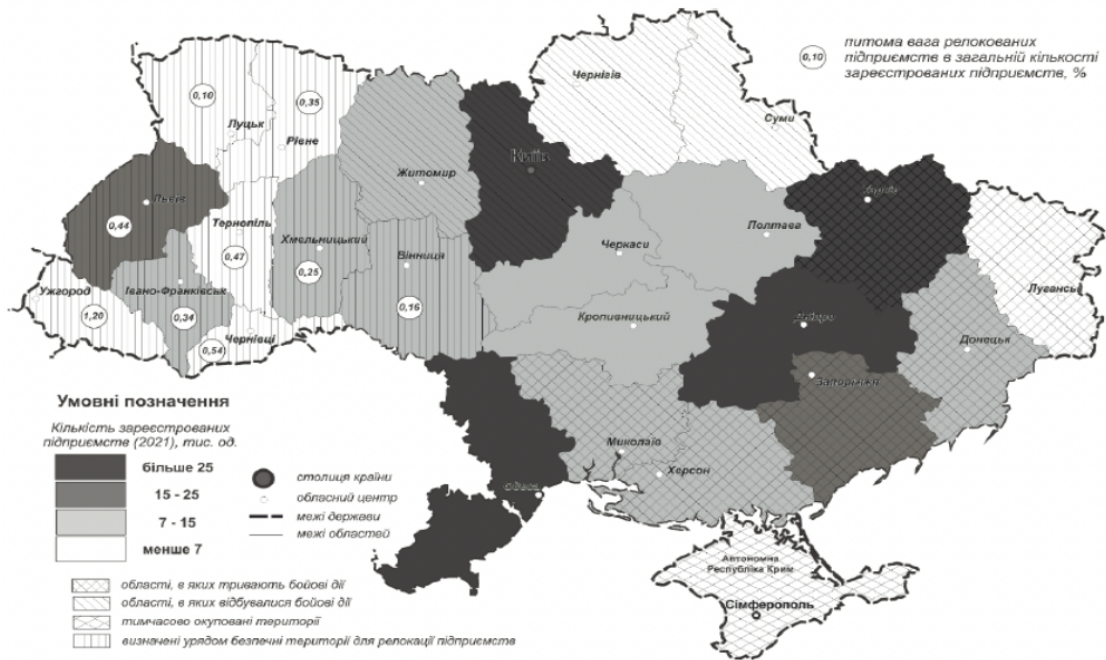 0,10
питома вага релокованих
підприємств в загальній кількості
зареєстрованих підприємств, %
Чернігів
Суми
0,10
0,35
Луцьк
Рівне
Київ
Житомир
Львів
0,44
Тернопіль
0,47
Хмельницький
0,25
Вінниця
0,16
Черкаси
Полтава
Харків
Луганськ
Ужгород
1,20
Івано-Франківськ
0,34
Чернівці
0,54
Кропивницький
Дніпро
Донецьк
Запоріжжя
Миколаїв
Херсон
Одеса
Автономна
Республіка Крим
Сімферополь
Умовні позначення
Кількість зареєстрованих
підприємств (2021), тис. од.
більше 25
15 - 25
7 - 15
менше 7
столиця країни
обласний центр
межі держави
межі областей
області, в яких тривають бойові дії
області, в яких відбувалися бойові дії
тимчасово окуповані території
визначені урядом безпечні території для релокації підприємств